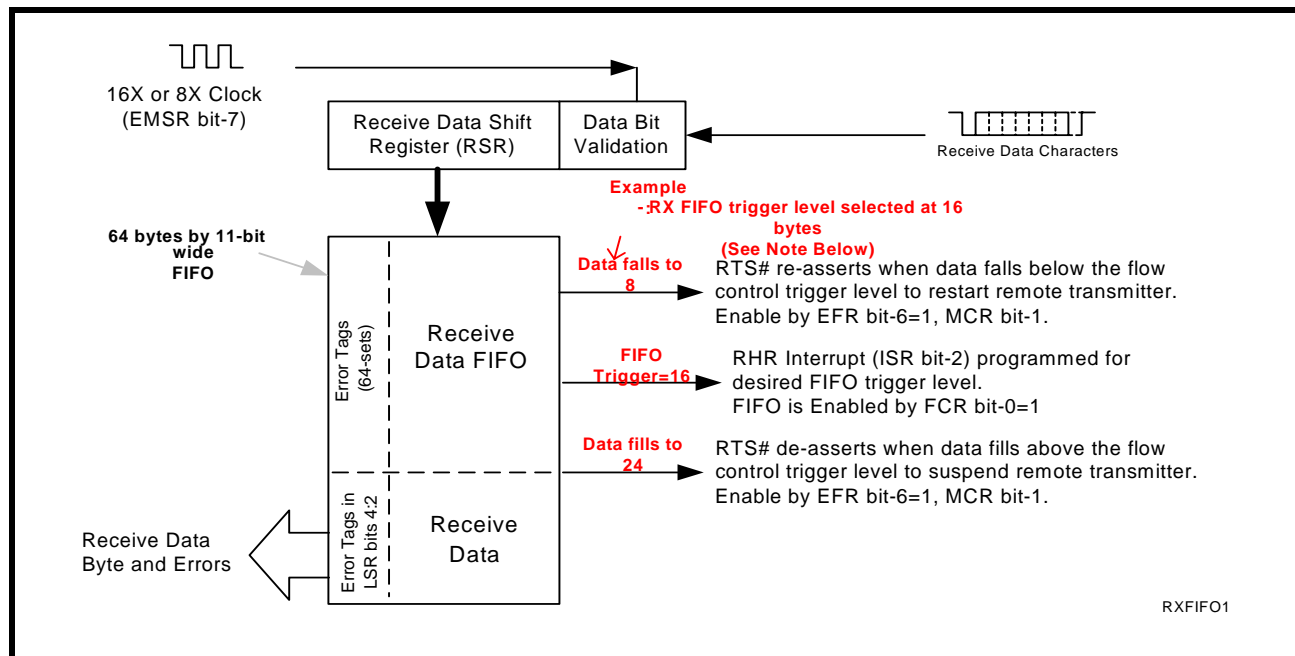 16X or 8X Clock
(EMSR bit-7)
Receive Data Shift
Register (RSR)
Data Bit
Validation
Receive Data Characters
Example
-:RX FIFO trigger level selected at 16
bytes
(See Note Below)
64 bytes by 11-bit
wide
FIFO
Error Tags
(64-sets)
Receive
Data FIFO
Data falls to
8
RTS# re-asserts when data falls below the flow
control trigger level to restart remote transmitter.
Enable by EFR bit-6=1, MCR bit-1.
FIFO
Trigger=16
RHR Interrupt (ISR bit-2) programmed for
desired FIFO trigger level.
FIFO is Enabled by FCR bit-0=1
Data fills to
24
RTS# de-asserts when data fills above the flow
control trigger level to suspend remote transmitter.
Enable by EFR bit-6=1, MCR bit-1.
Error Tags in
LSR bits 4:2
Receive
Data
Receive Data
Byte and Errors
RXFIFO1